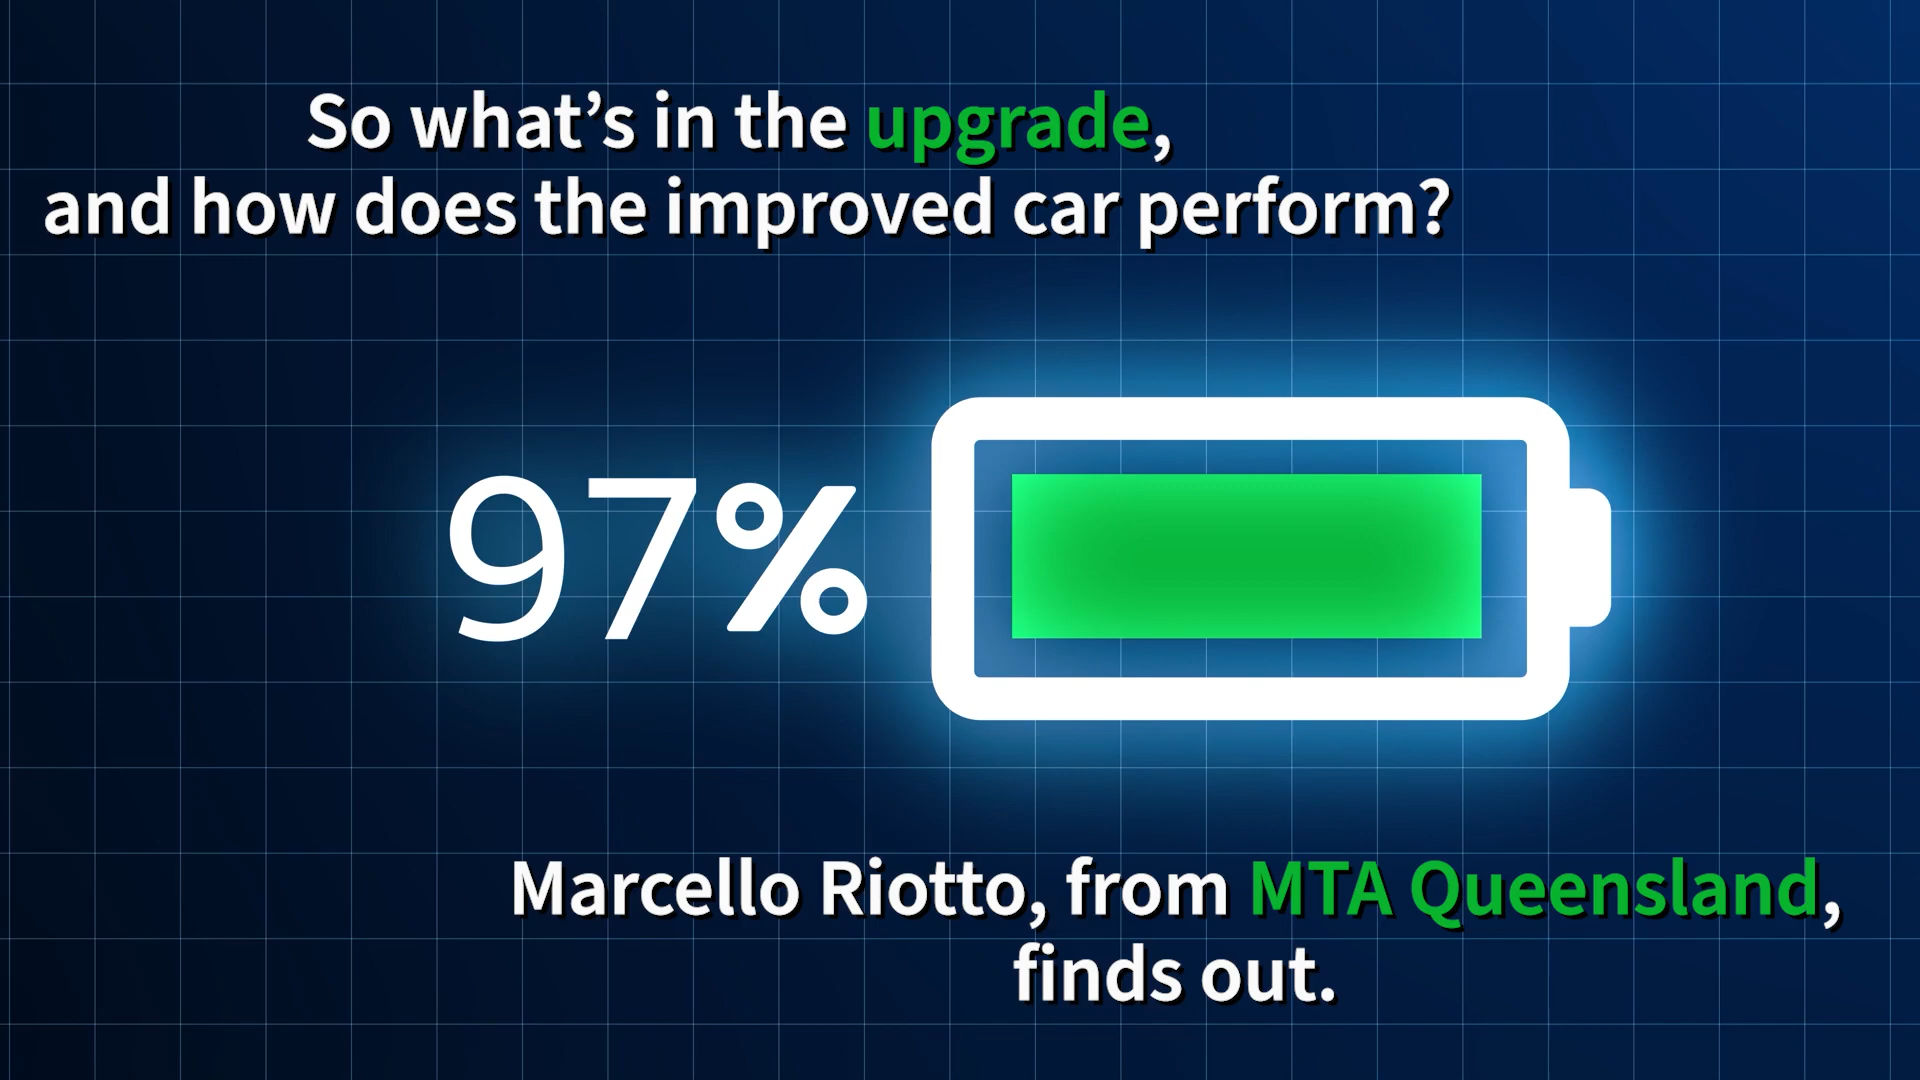 So what’s in the upgrade,
and how does the improved car perform?
97%
Marcello Riotto, from MTA Queensland,
finds out.